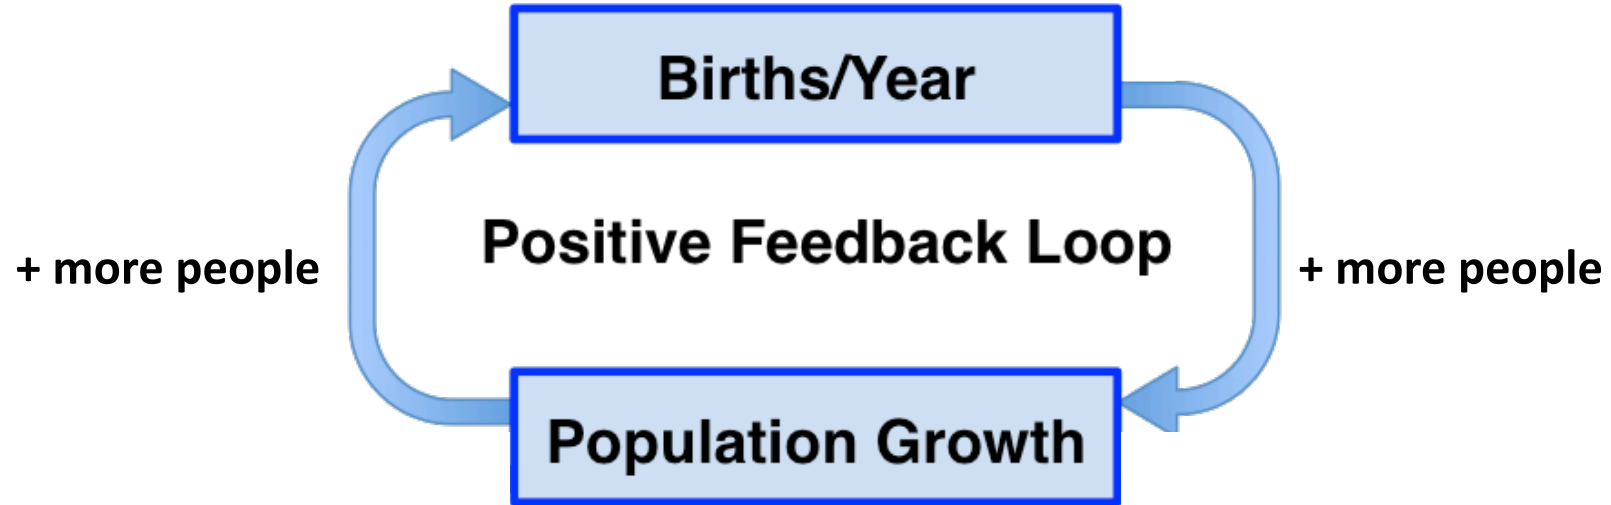 Births/Year
Positive Feedback Loop
+ more people
+ more people
Population Growth